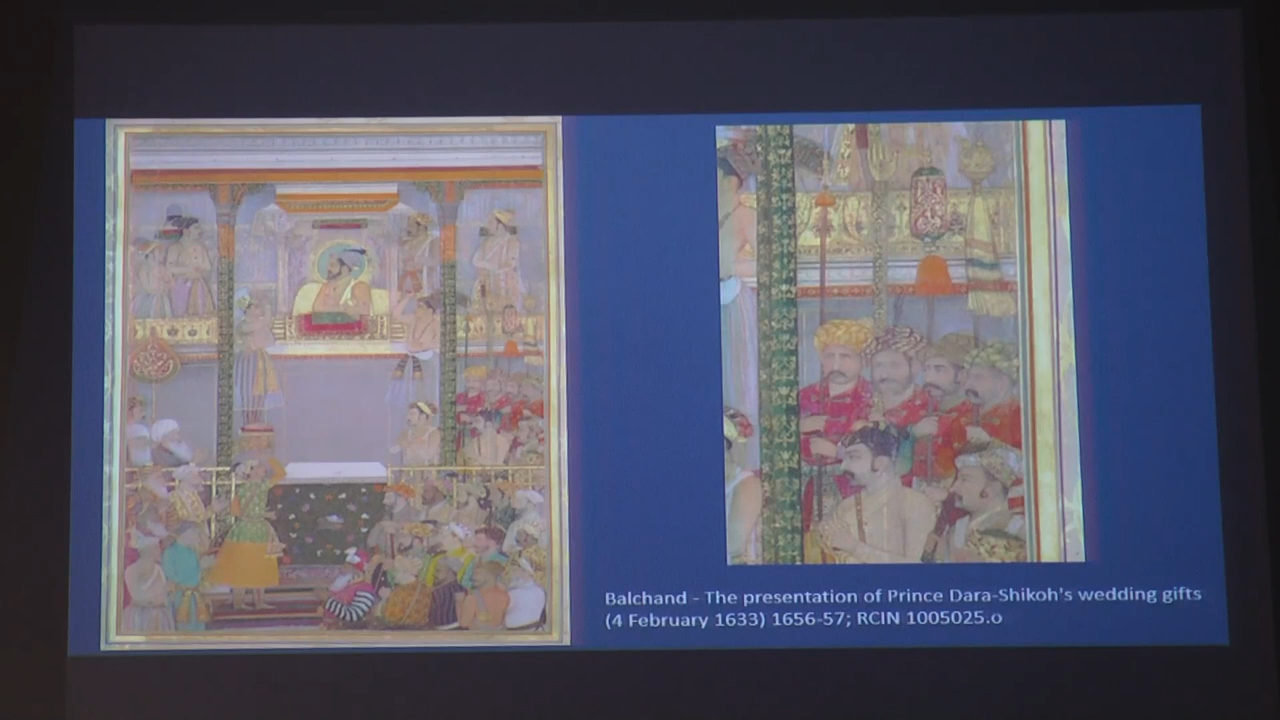 Balchand - The presentation of Prince Dara-Shikoh's wedding gifts
(4 February 1633) 1656-57; RCIN 1005025.o